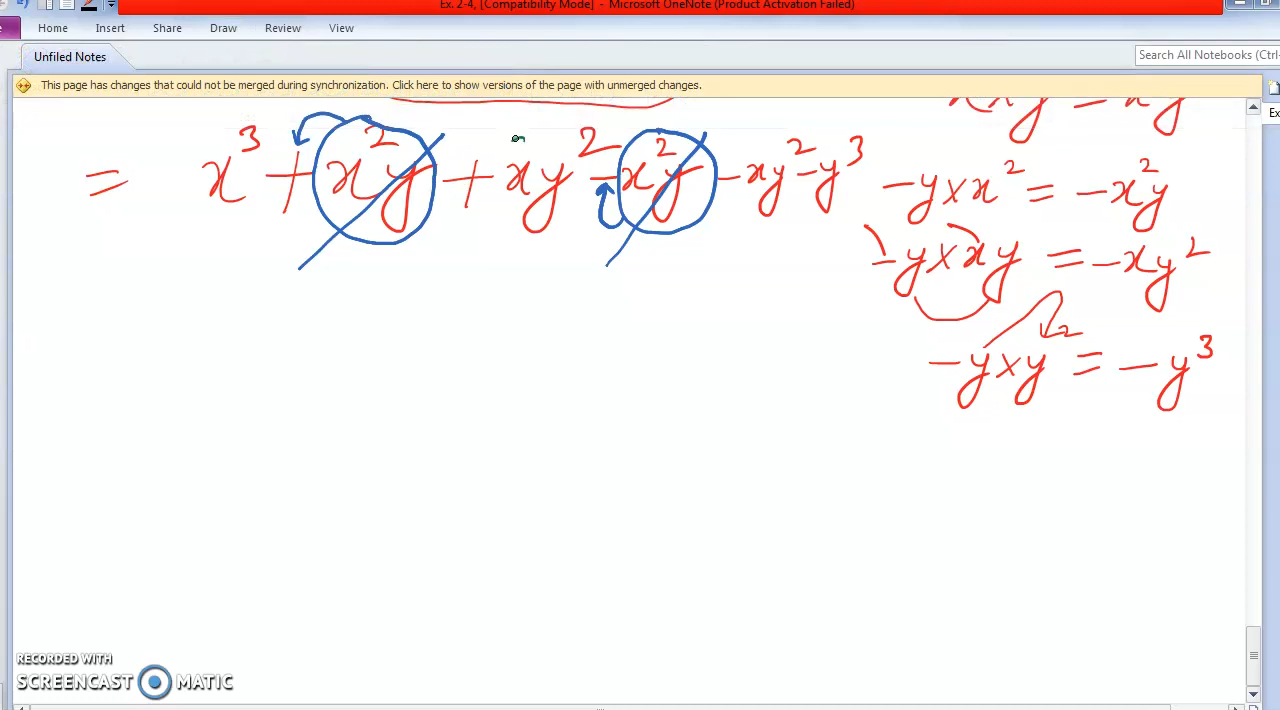 Ex. 2-4, [Compatibility Mode] - Microsoft OneNote (Product Activation Failed)
Home Insert Share Draw Review View
Unfiled Notes
Search All Notebooks (Ctrl-
This page has changes that could not be merged during synchronization. Click here to show versions of the page with unmerged changes.
Ex
= x³ + x²y + xy² - x²y - xy² - y³
-y × x² = -x²y
-y × xy = -xy²
-y × y² = -y³
RECORDED WITH
SCREENCAST MATIC